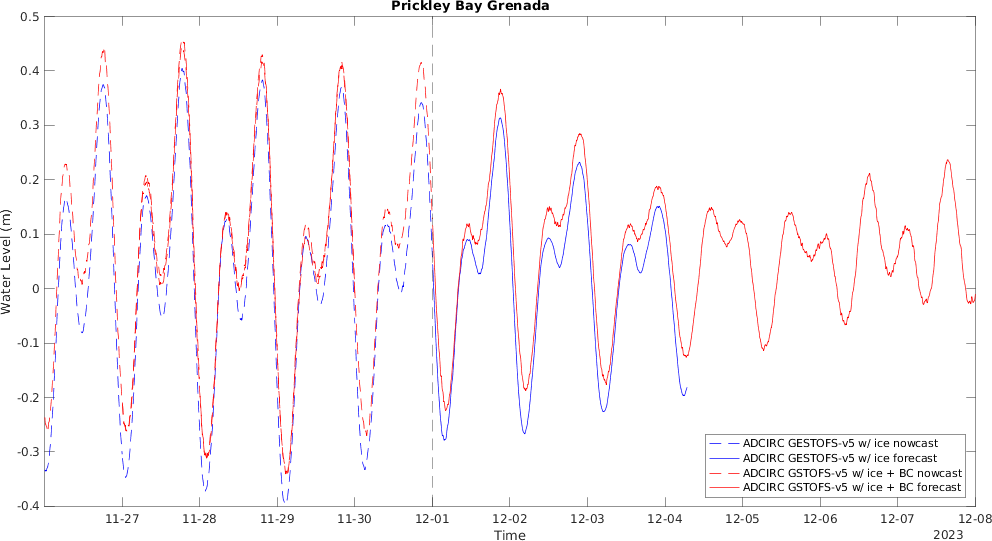 Prickley Bay Grenada
0.5
0.4
0.3
0.2
0.1
0
-0.1
-0.2
-0.3
-0.4
Water Level (m)
11-27 11-28 11-29 11-30 12-01 12-02 12-03 12-04 12-05 12-06 12-07 12-08
Time
2023
ADCIRC GESTOFS-v5 w/ ice nowcast
ADCIRC GESTOFS-v5 w/ ice forecast
ADCIRC GSTOFS-v5 w/ ice + BC nowcast
ADCIRC GSTOFS-v5 w/ ice + BC forecast